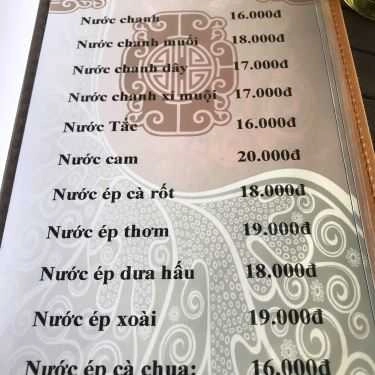 Nước chanh 16.000đ
Nước chanh muối 18.000đ
Nước chanh dây 17.000đ
Nước chanh xí muội 17.000đ
Nước Tắc 16.000đ
Nước cam 20.000đ
Nước ép cà rốt 18.000đ
Nước ép thơm 19.000đ
Nước ép dưa hấu 18.000đ
Nước ép xoài 19.000đ
Nước ép cà chua: 16.000đ